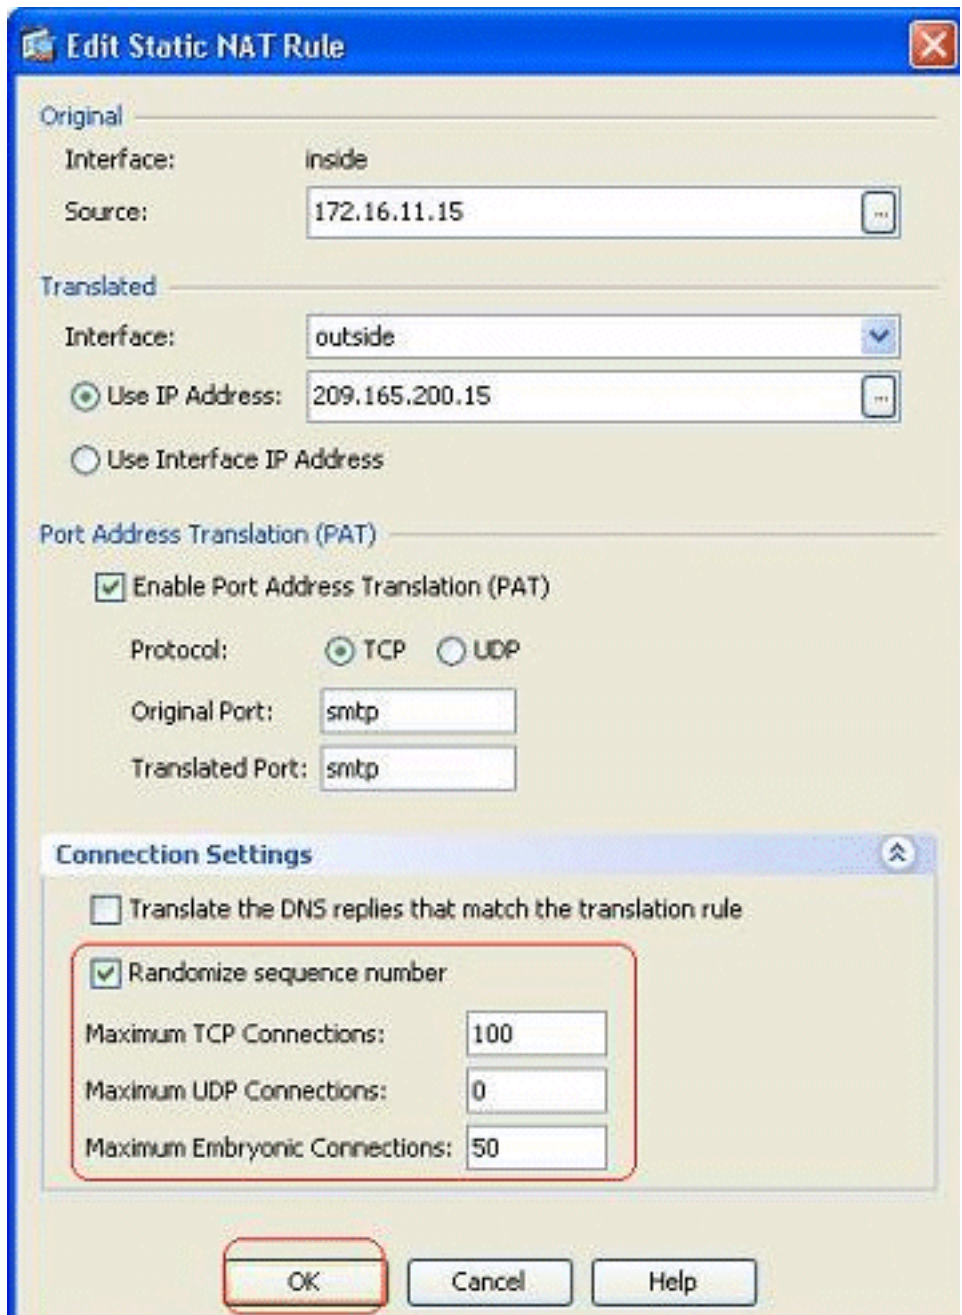 Edit Static NAT Rule
Original
Interface: inside
Source: 172.16.11.15 ...
Translated
Interface: outside
Use IP Address: 209.165.200.15 ...
Use Interface IP Address
Port Address Translation (PAT)
Enable Port Address Translation (PAT)
Protocol: TCP UDP
Original Port: smtp
Translated Port: smtp
Connection Settings
Translate the DNS replies that match the translation rule
Randomize sequence number
Maximum TCP Connections: 100
Maximum UDP Connections: 0
Maximum Embryonic Connections: 50
OK Cancel Help